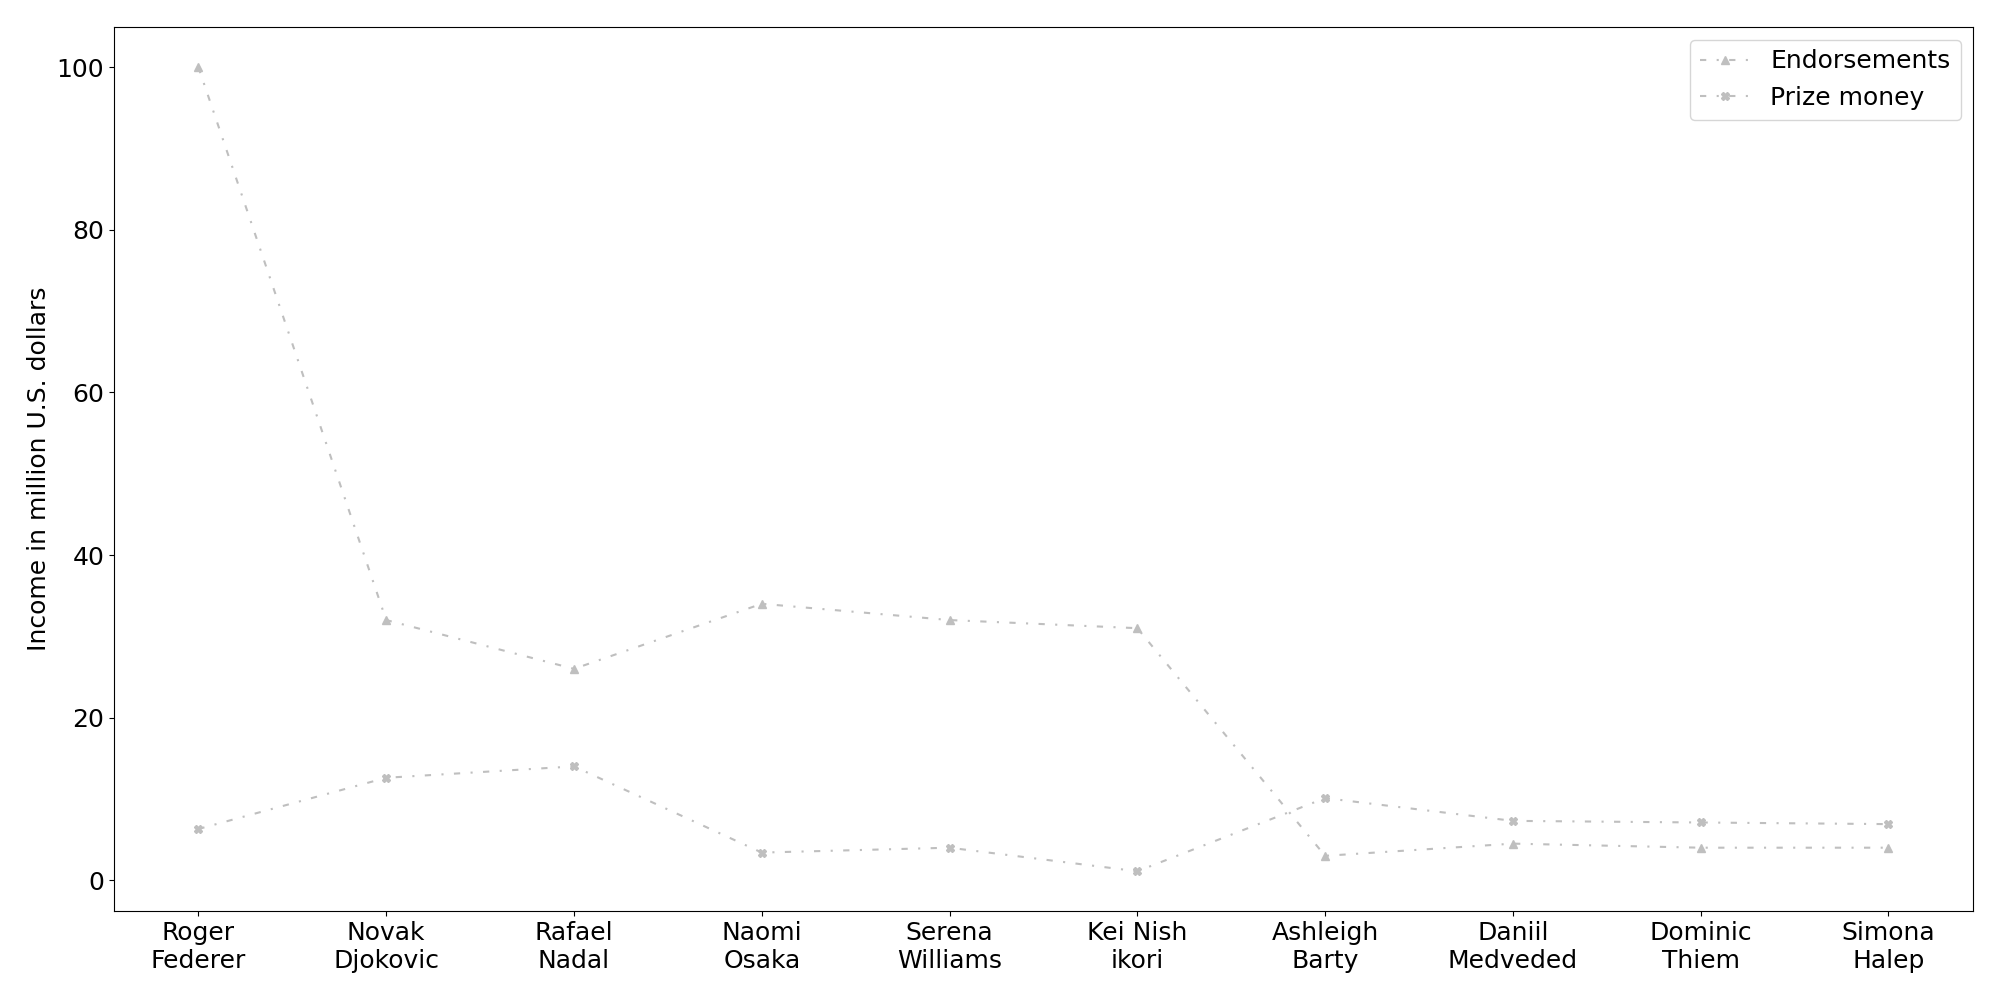 Endorsements
Prize money
Income in million U.S. dollars
100
80
60
40
20
0
Roger
Federer
Novak
Djokovic
Rafael
Nadal
Naomi
Osaka
Serena
Williams
Kei Nish
ikori
Ashleigh
Barty
Daniil
Medveded
Dominic
Thiem
Simona
Halep